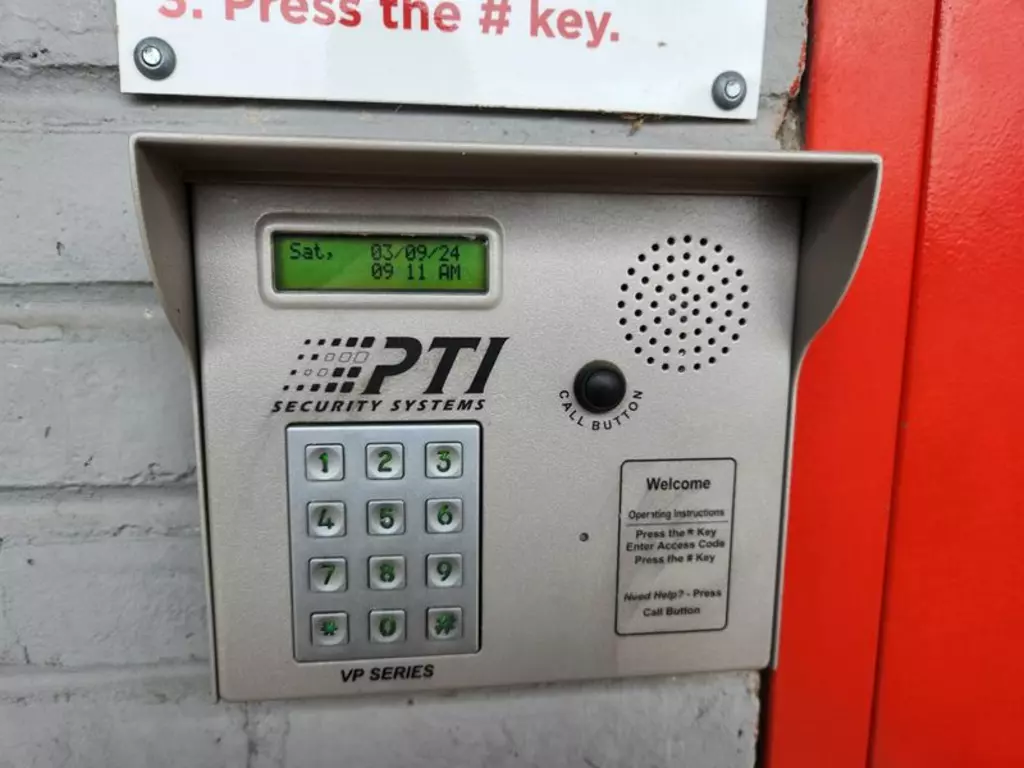 3. Press the # key.
Sat, 03/09/24
09 11 AM
PTI
SECURITY SYSTEMS
CALL BUTTON
1 2 3
4 5 6
7 8 9
* 0 #
VP SERIES
Welcome
Operating Instructions
Press the * Key
Enter Access Code
Press the # Key
Need Help? - Press
Call Button